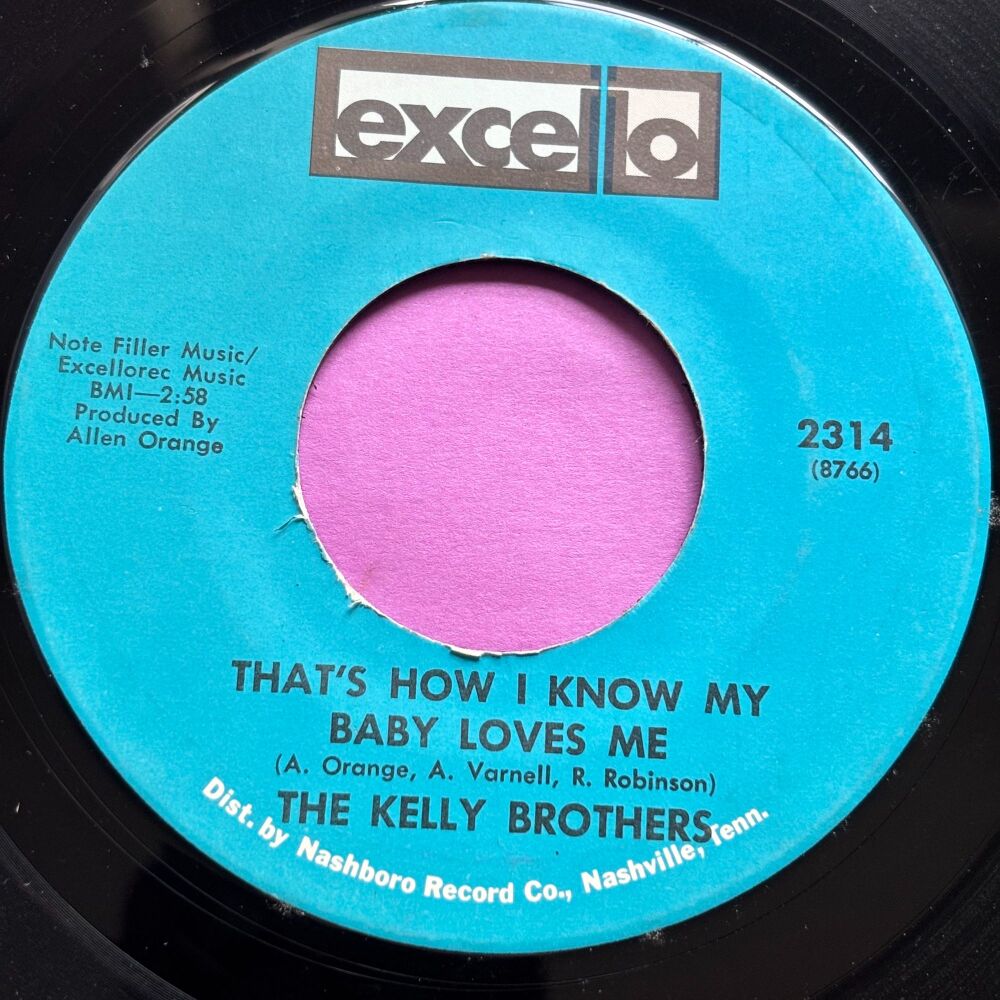 excello
Note Filler Music/
Excellorec Music
BMI—2:58
Produced By
Allen Orange
2314
(8766)
THAT'S HOW I KNOW MY
BABY LOVES ME
(A. Orange, A. Varnell, R. Robinson)
THE KELLY BROTHERS
Dist. by Nashboro Record Co., Nashville, Tenn.